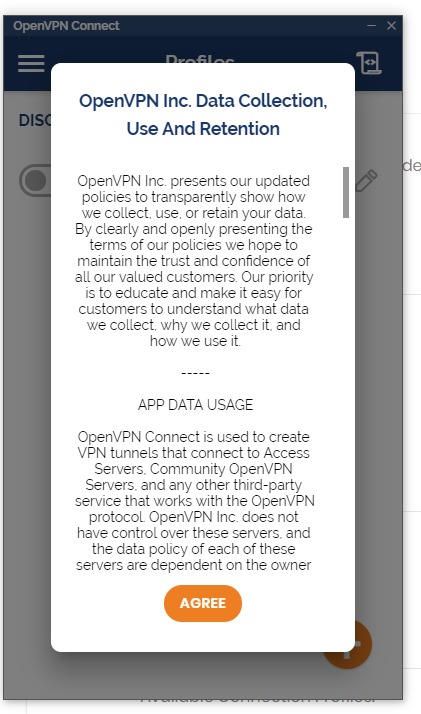 OpenVPN Connect
Profiles
DISC
de
OpenVPN Inc. Data Collection,
Use And Retention
OpenVPN Inc. presents our updated
policies to transparently show how
we collect, use, or retain your data.
By clearly and openly presenting the
terms of our policies we hope to
maintain the trust and confidence of
all our valued customers. Our priority
is to educate and make it easy for
customers to understand what data
we collect, why we collect it, and
how we use it.
-----
APP DATA USAGE
OpenVPN Connect is used to create
VPN tunnels that connect to Access
Servers, Community OpenVPN
Servers, and any other third-party
service that works with the OpenVPN
protocol. OpenVPN Inc. does not
have control over these servers, and
the data policy of each of these
servers are dependent on the owner
AGREE
Available Connection Profiles.